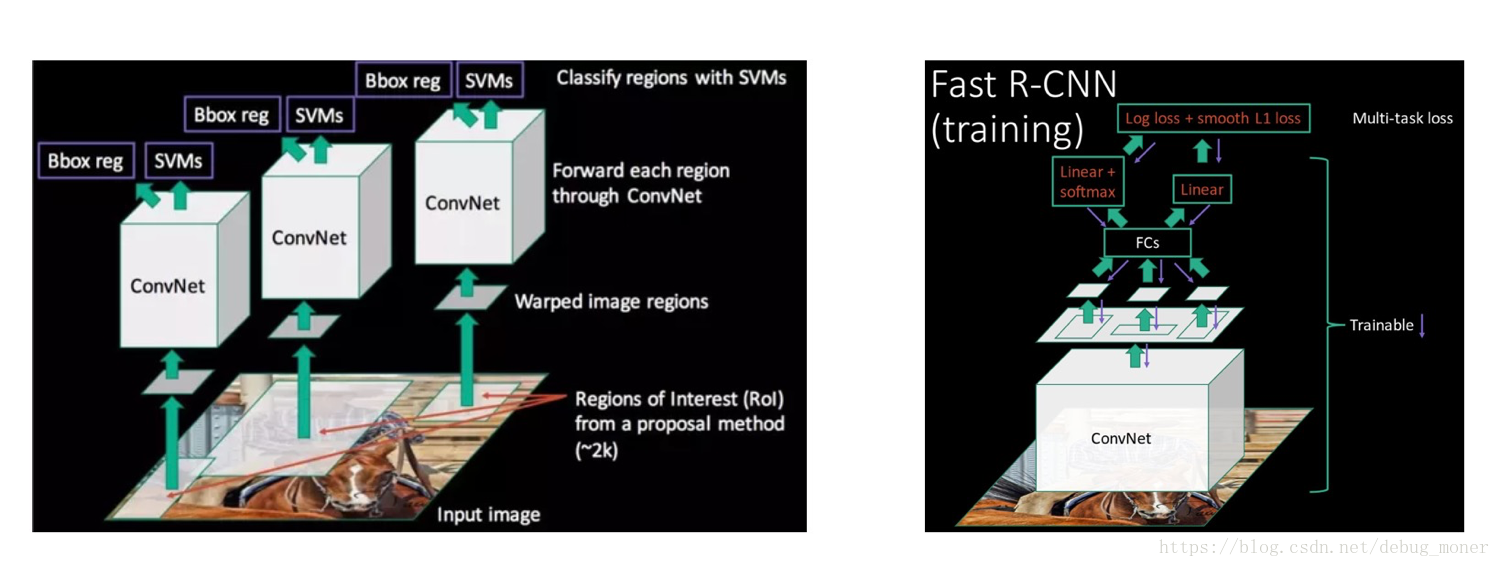 Bbox reg
SVMs
Classify regions with SVMs
Bbox reg
SVMs
Bbox reg
SVMs
Forward each region
through ConvNet
ConvNet
ConvNet
ConvNet
Warped image regions
Regions of Interest (RoI)
from a proposal method
(~2k)
Input image
Fast R-CNN
(training)
Log loss + smooth L1 loss
Multi-task loss
Linear +
softmax
Linear
FCs
Trainable
ConvNet
https://blog.csdn.net/debug_moner